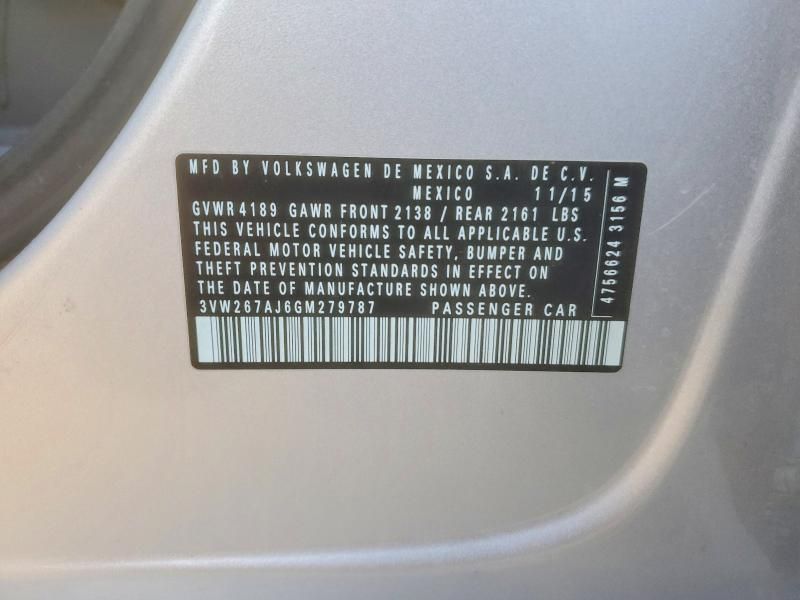 MFD BY VOLKSWAGEN DE MEXICO S.A. DE C.V.
MEXICO 11/15
GVWR 4189 GAWR FRONT 2138 / REAR 2161 LBS
THIS VEHICLE CONFORMS TO ALL APPLICABLE U.S.
FEDERAL MOTOR VEHICLE SAFETY, BUMPER AND
THEFT PREVENTION STANDARDS IN EFFECT ON
THE DATE OF MANUFACTURE SHOWN ABOVE.
3VW267AJ6GM279787 PASSENGER CAR
4756624 3156 M